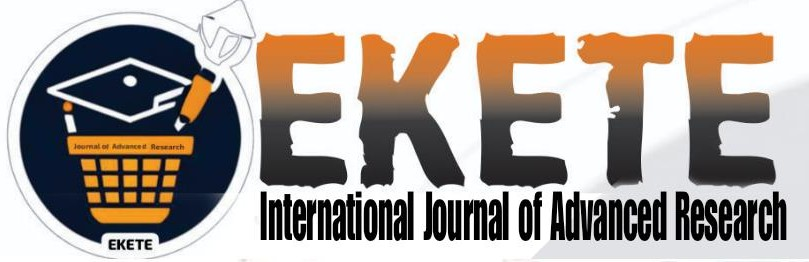 Journal of Advanced Research
EKETE
EKETE
International Journal of Advanced Research